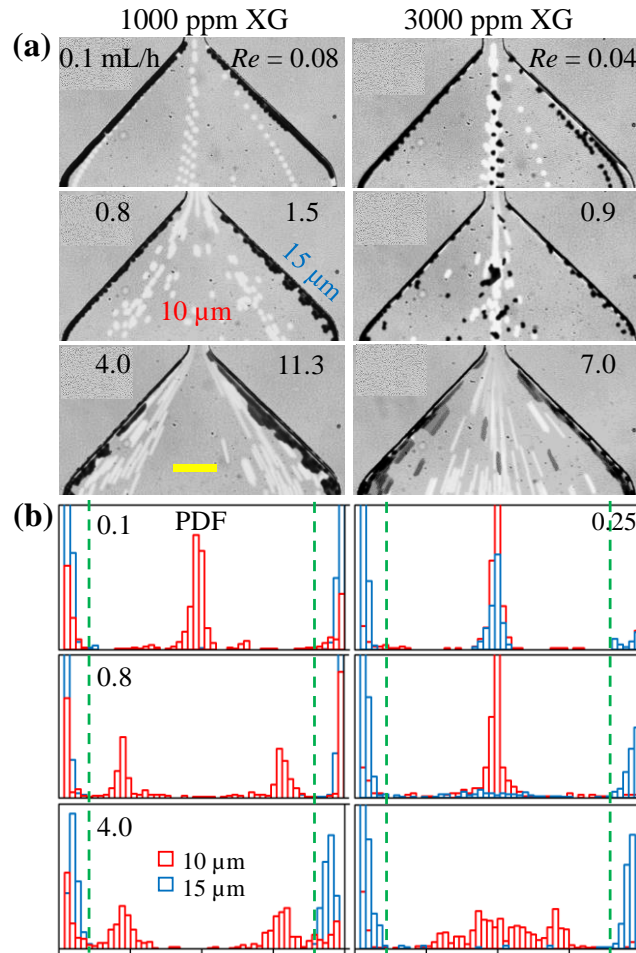 1000 ppm XG 3000 ppm XG
(a)
0.1 mL/h Re = 0.08 Re = 0.04
0.8 1.5 0.9
15 µm
10 µm
4.0 11.3 7.0
(b)
0.1 PDF 0.25
0.8
4.0
10 µm
15 µm